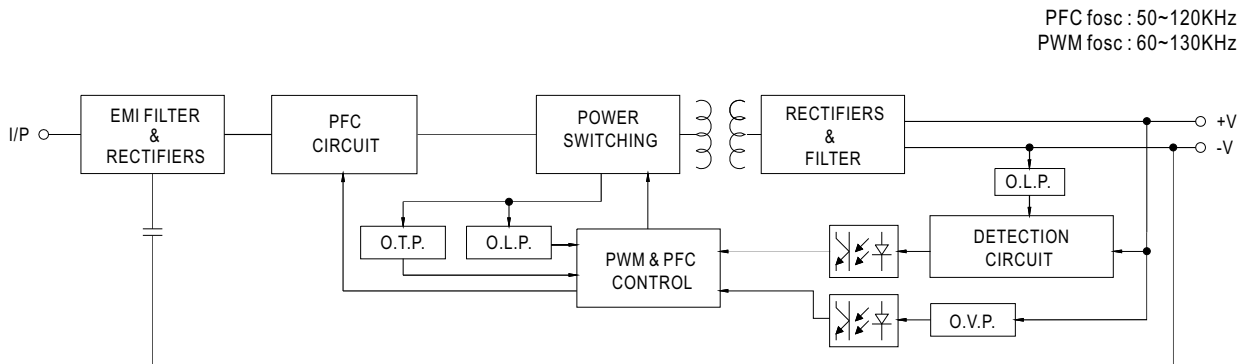 PFC fosc : 50~120KHz
PWM fosc : 60~130KHz
I/P
EMI FILTER
&
RECTIFIERS
PFC
CIRCUIT
POWER
SWITCHING
RECTIFIERS
&
FILTER
+V
-V
O.L.P.
O.T.P.
O.L.P.
PWM & PFC
CONTROL
DETECTION
CIRCUIT
O.V.P.